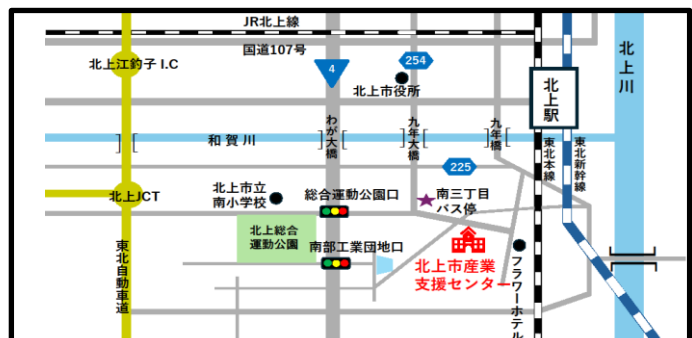 JR北上線
国道107号
北上江釣子 I.C
4
254
北上市役所
北上駅
北上川
わが大橋
九年大橋
九年橋
和賀川
225
東北本線
東北新幹線
北上JCT
北上市立
南小学校
総合運動公園口
南三丁目
バス停
北上総合
運動公園
南部工業団地口
北上市産業
支援センター
フラワーホテル
東北自動車道